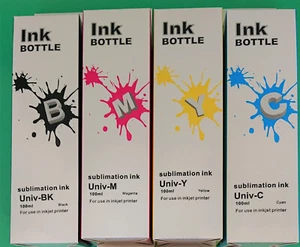 Ink
BOTTLE
B
sublimation ink
Univ-BK
100ml
Black
For use in inkjet printer
Ink
BOTTLE
M
sublimation ink
Univ-M
100ml
Magenta
For use in inkjet printer
Ink
BOTTLE
Y
sublimation ink
Univ-Y
100ml
Yellow
For use in inkjet printer
Ink
BOTTLE
C
sublimation ink
Univ-C
100ml
Cyan
For use in inkjet printer